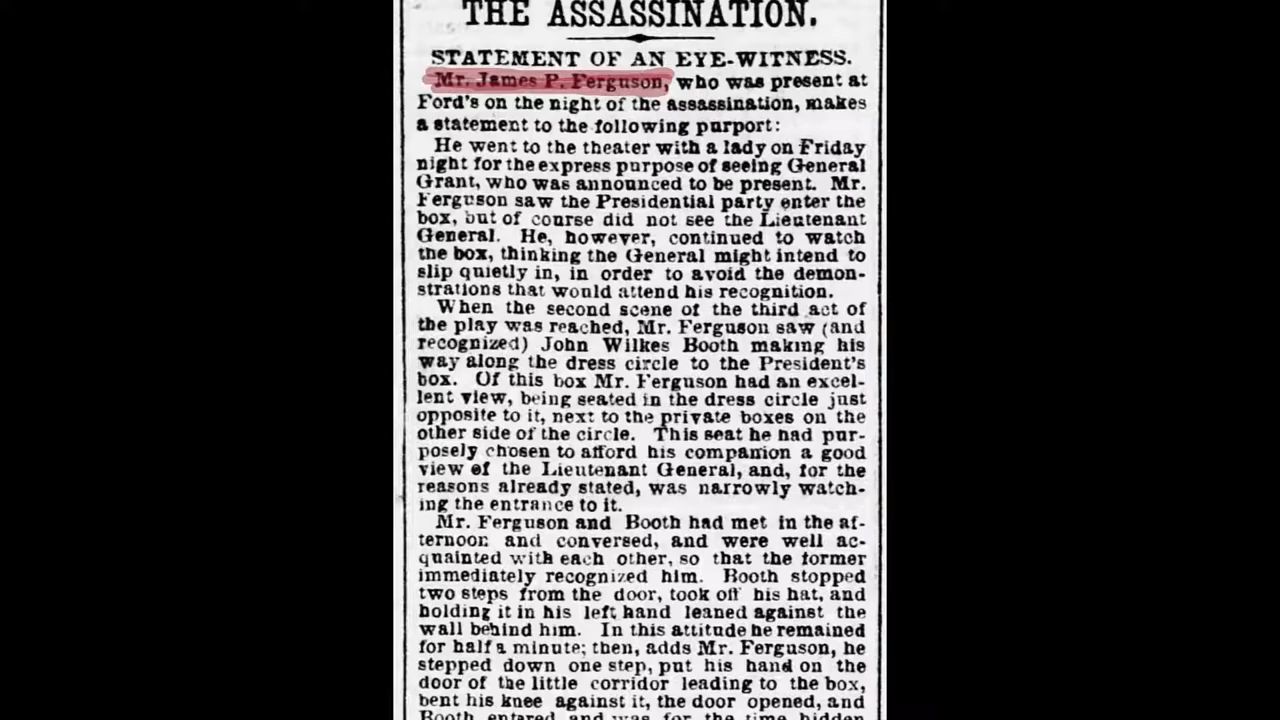 THE ASSASSINATION.
STATEMENT OF AN EYE-WITNESS.
Mr. James P. Ferguson, who was present at
Ford's on the night of the assassination, makes
a statement to the following purport:
He went to the theater with a lady on Friday
night for the express purpose of seeing General
Grant, who was announced to be present. Mr.
Ferguson saw the Presidential party enter the
box, but of course did not see the Lieutenant
General. He, however, continued to watch
the box, thinking the General might intend to
slip quietly in, in order to avoid the demon-
strations that would attend his recognition.
When the second scene of the third act of
the play was reached, Mr. Ferguson saw (and
recognized) John Wilkes Booth making his
way along the dress circle to the President's
box. Of this box Mr. Ferguson had an excel-
lent view, being seated in the dress circle just
opposite to it, next to the private boxes on the
other side of the circle. This seat he had pur-
posely chosen to afford his companion a good
view of the Lieutenant General, and, for the
reasons already stated, was narrowly watch-
ing the entrance to it.
Mr. Ferguson and Booth had met in the af-
ternoon and conversed, and were well ac-
quainted with each other, so that the former
immediately recognized him. Booth stopped
two steps from the door, took off his hat, and
holding it in his left hand leaned against the
wall behind him. In this attitude he remained
for half a minute; then, adds Mr. Ferguson, he
stepped down one step, put his hand on the
door of the little corridor leading to the box,
bent his knee against it, the door opened, and
Booth entered and was for the time hidden